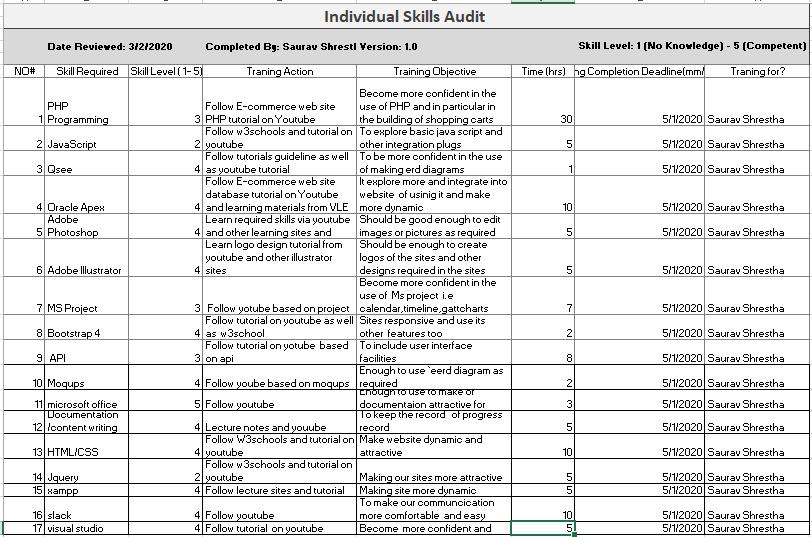 Individual Skills Audit
Date Reviewed: 3/2/2020 Completed By: Saurav Shrestl Version: 1.0 Skill Level: 1 (No Knowledge) - 5 (Competent)
NO# Skill Required Skill Level ( 1- 5) Traning Action Training Objective Time (hrs) ng Completion Deadline(mm/ Traning for?
1 PHP Programming 3 Follow E-commerce web site PHP tutorial on Youtube Become more confident in the use of PHP and in particular in the building of shopping carts 30 5/1/2020 Saurav Shrestha
2 JavaScript 2 Follow w3schools and tutorial on youtube To explore basic java script and other integration plugs 5 5/1/2020 Saurav Shrestha
3 Qsee 4 Follow tutorials guideline as well as youtube tutorial To be more confident in the use of making erd diagrams 1 5/1/2020 Saurav Shrestha
4 Oracle Apex 4 Follow E-commerce web site database tutorial on Youtube and learning materials from VLE It explore more and integrate into website of using it and make more dynamic 10 5/1/2020 Saurav Shrestha
5 Adobe Photoshop 4 Learn required skills via youtube and other learning sites and Should be good enough to edit images or pictures as required 5 5/1/2020 Saurav Shrestha
6 Adobe Illustrator 4 Learn logo design tutorial from youtube and other illustrator sites Should be enough to create logos of the sites and other designs required in the sites 5 5/1/2020 Saurav Shrestha
7 MS Project 3 Follow yotube based on project Become more confident in the use of Ms project i.e calendar,timeline,gattcharts 7 5/1/2020 Saurav Shrestha
8 Bootstrap 4 4 Follow tutorial on youtube as well as w3school Sites responsive and use its other features too 2 5/1/2020 Saurav Shrestha
9 API 3 Follow tutorial on yotube based on api To include user interface facilities 8 5/1/2020 Saurav Shrestha
10 Moqups 4 Follow yoube based on moqups Enough to use `eerd diagram as required 2 5/1/2020 Saurav Shrestha
11 microsoft office 5 Follow youtube Enough to use to make or documentaion attractive for 3 5/1/2020 Saurav Shrestha
12 Documentation /content writing 4 Lecture notes and youube To keep the record of progress record 5 5/1/2020 Saurav Shrestha
13 HTML/CSS 4 Follow W3schools and tutorial on youtube Make website dynamic and attractive 10 5/1/2020 Saurav Shrestha
14 Jquery 2 Follow w3schools and tutorial on youtube Making our sites more attractive 5 5/1/2020 Saurav Shrestha
15 xampp 4 Follow lecture sites and tutorial Making site more dynamic 5 5/1/2020 Saurav Shrestha
16 slack 4 Follow youtube To make our communcication more comfortable and easy 10 5/1/2020 Saurav Shrestha
17 visual studio 4 Follow tutorial on youtube Become more confident and 5 5/1/2020 Saurav Shrestha